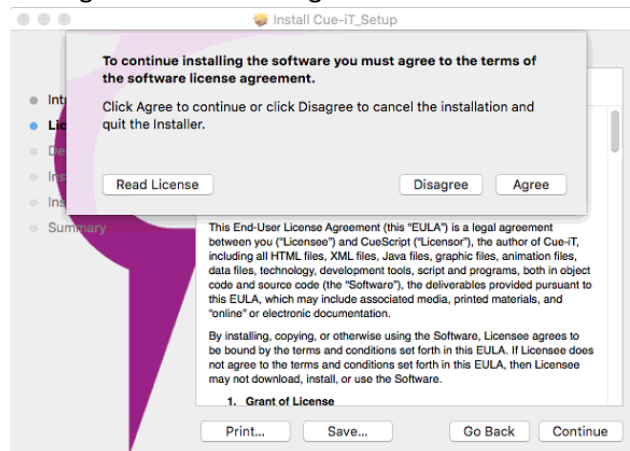 Install Cue-iT_Setup
To continue installing the software you must agree to the terms of
the software license agreement.
Click Agree to continue or click Disagree to cancel the installation and
quit the Installer.
Read License
Disagree
Agree
Summary
This End-User License Agreement (this “EULA”) is a legal agreement
between you (“Licensee”) and CueScript (“Licensor”), the author of Cue-iT,
including all HTML files, XML files, Java files, graphic files, animation files,
data files, technology, development tools, script and programs, both in object
code and source code (the “Software”), the deliverables provided pursuant to
this EULA, which may include associated media, printed materials, and
“online” or electronic documentation.
By installing, copying, or otherwise using the Software, Licensee agrees to
be bound by the terms and conditions set forth in this EULA. If Licensee does
not agree to the terms and conditions set forth in this EULA, then Licensee
may not download, install, or use the Software.
1. Grant of License
Print...
Save...
Go Back
Continue